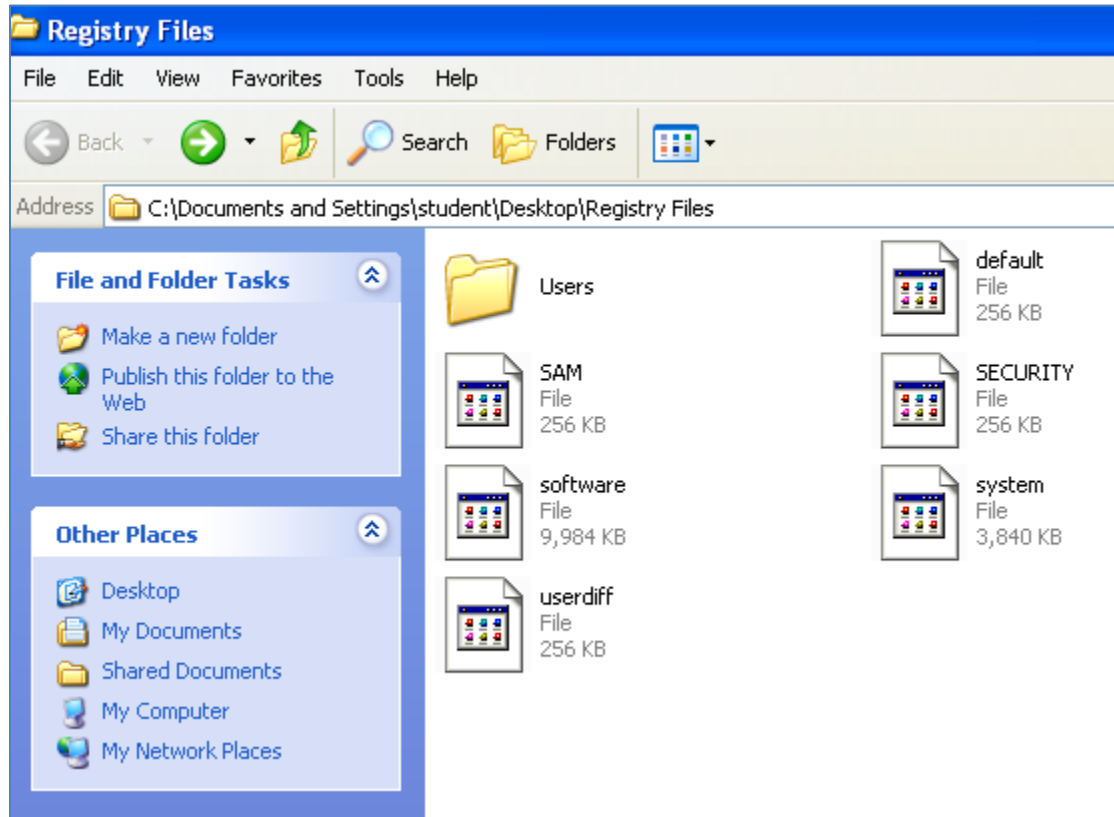 Registry Files
File Edit View Favorites Tools Help
Back Search Folders
Address C:\Documents and Settings\student\Desktop\Registry Files
File and Folder Tasks
Make a new folder
Publish this folder to the
Web
Share this folder
Other Places
Desktop
My Documents
Shared Documents
My Computer
My Network Places
Users
default
File
256 KB
SAM
File
256 KB
SECURITY
File
256 KB
software
File
9,984 KB
system
File
3,840 KB
userdiff
File
256 KB